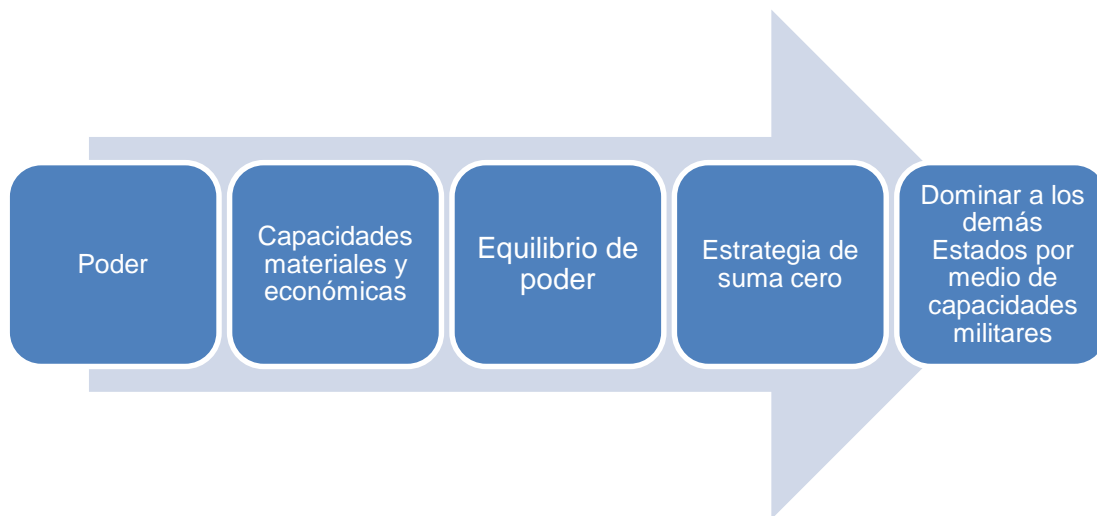 Poder
Capacidades
materiales y
económicas
Equilibrio de
poder
Estrategia de
suma cero
Dominar a los
demás
Estados por
medio de
capacidades
militares